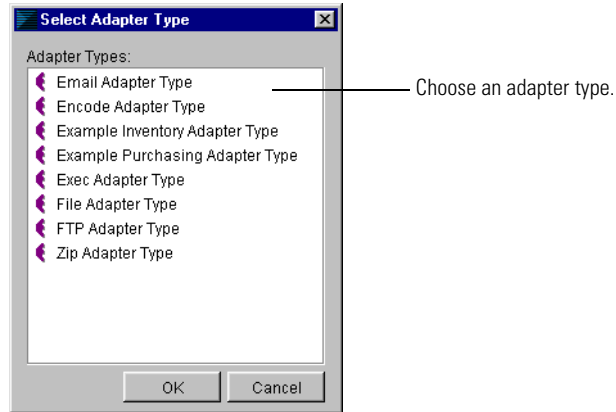 Select Adapter Type
Adapter Types:
Email Adapter Type
Choose an adapter type.
Encode Adapter Type
Example Inventory Adapter Type
Example Purchasing Adapter Type
Exec Adapter Type
File Adapter Type
FTP Adapter Type
Zip Adapter Type
OK
Cancel